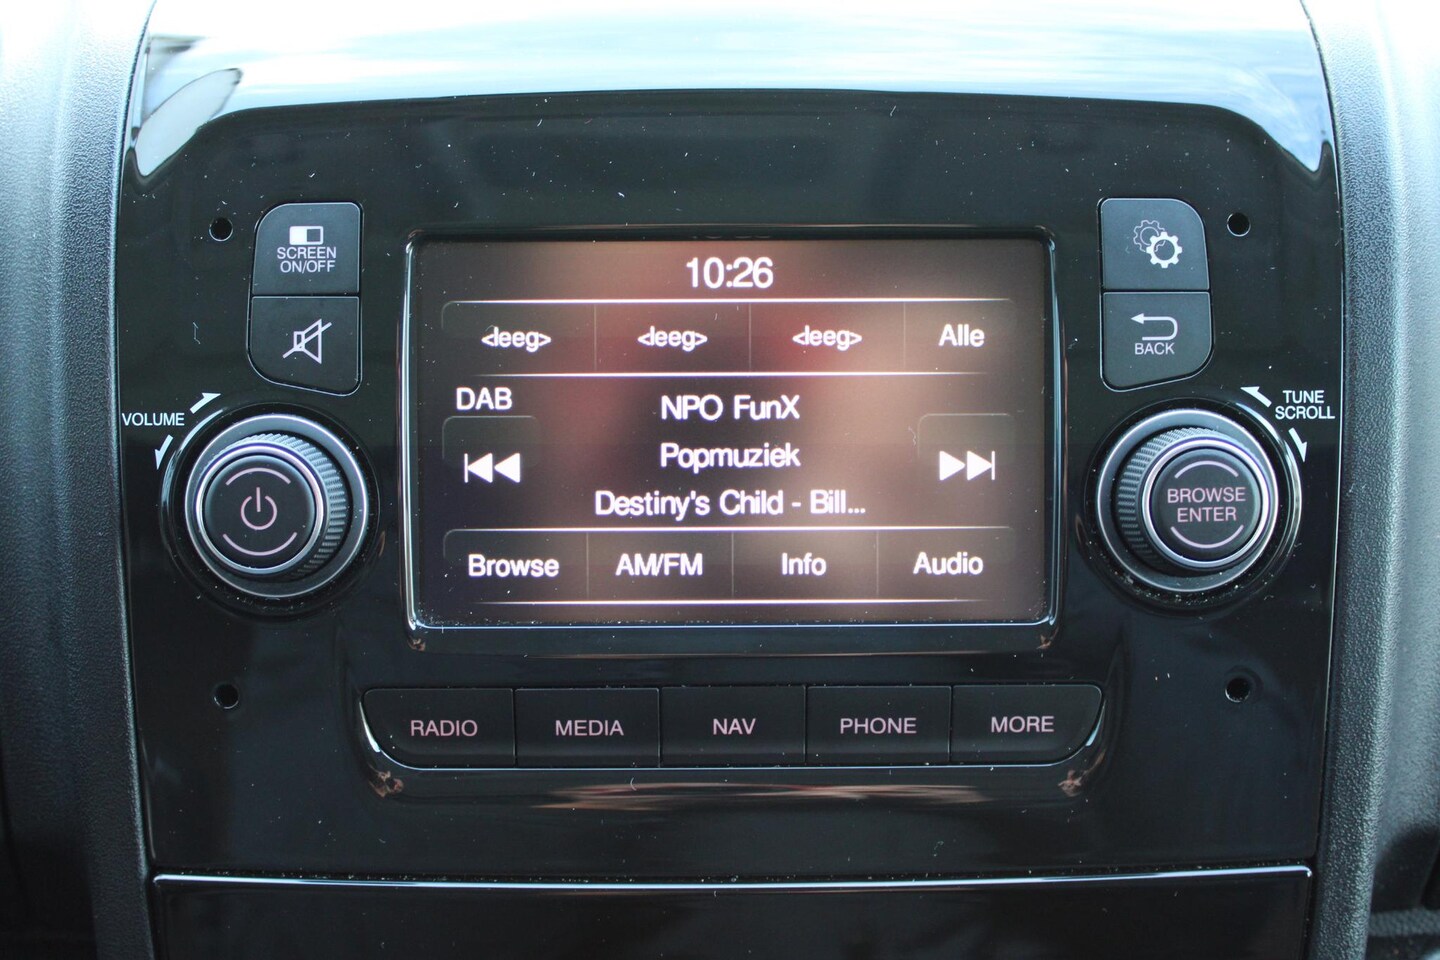 SCREEN
ON/OFF
VOLUME
10:26
<leeg> <leeg> <leeg> Alle
DAB
NPO FunX
Popmuziek
Destiny's Child - Bill...
Browse AM/FM Info Audio
BACK
TUNE
SCROLL
BROWSE
ENTER
RADIO MEDIA NAV PHONE MORE